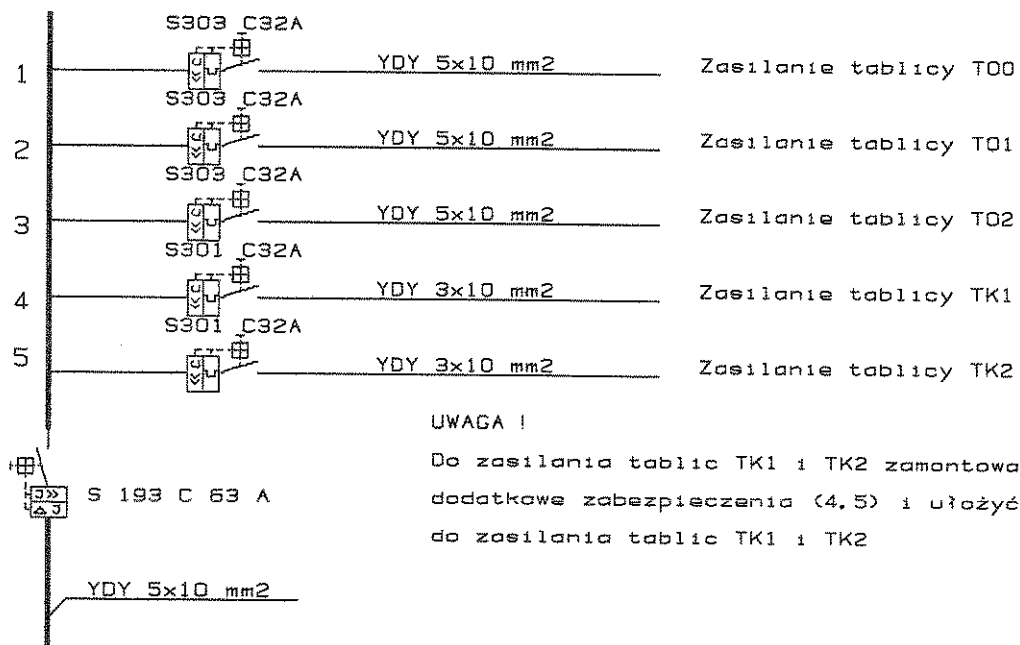 S303 C32A
1 YDY 5x10 mm2 Zasilanie tablicy TO0
S303 C32A
2 YDY 5x10 mm2 Zasilanie tablicy TO1
S303 C32A
3 YDY 5x10 mm2 Zasilanie tablicy TO2
S301 C32A
4 YDY 3x10 mm2 Zasilanie tablicy TK1
S301 C32A
5 YDY 3x10 mm2 Zasilanie tablicy TK2
UWAGA !
Do zasilania tablic TK1 i TK2 zamontowa
dodatkowe zabezpieczenia (4,5) i ułożyć
do zasilania tablic TK1 i TK2
S 193 C 63 A
YDY 5x10 mm2